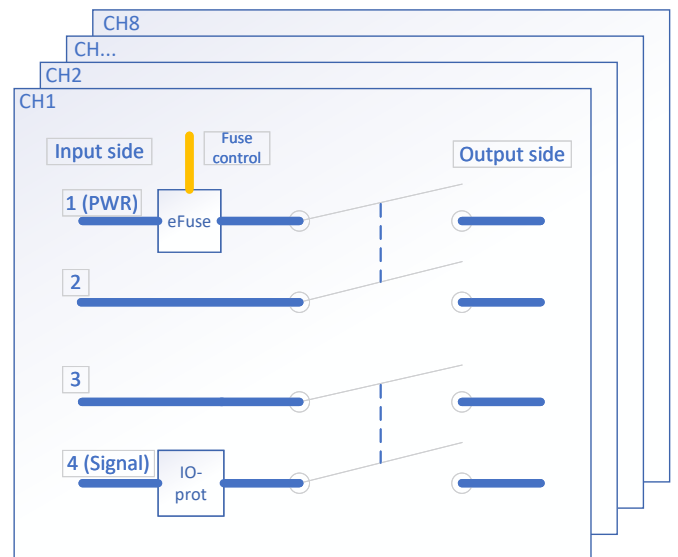 CH8
CH...
CH2
CH1
Input side
Fuse
control
Output side
1 (PWR)
eFuse
2
3
4 (Signal)
IO-
prot